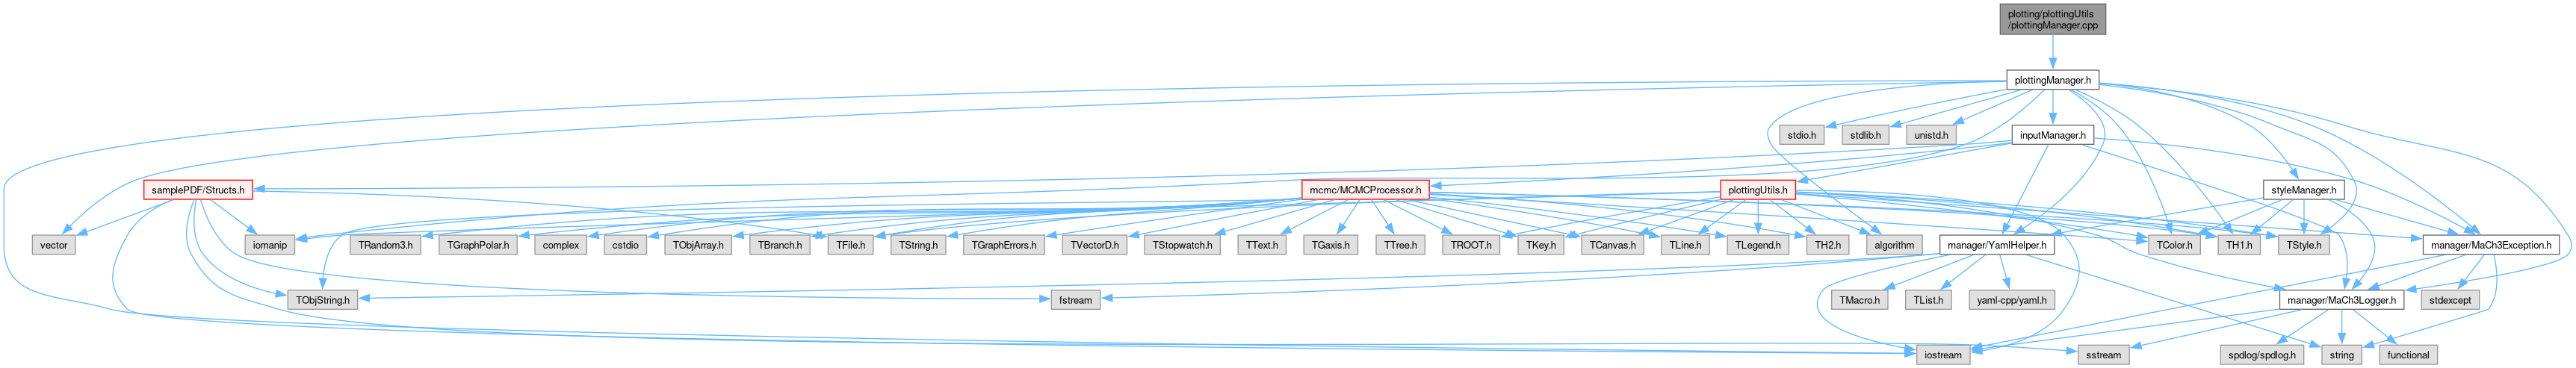 plotting/plottingUtils
/plottingManager.cpp
plottingManager.h
stdio.h
stdlib.h
unistd.h
inputManager.h
samplePDF/Structs.h
mcmc/MCMCProcessor.h
plottingUtils.h
styleManager.h
vector
iomanip
TRandom3.h
TGraphPolar.h
complex
cstdio
TObjArray.h
TBranch.h
TFile.h
TString.h
TGraphErrors.h
TVectorD.h
TStopwatch.h
TText.h
TGaxis.h
TTree.h
TROOT.h
TKey.h
TCanvas.h
TLine.h
TLegend.h
TH2.h
algorithm
manager/YamlHelper.h
TColor.h
TH1.h
TStyle.h
manager/MaCh3Exception.h
TObjString.h
fstream
TMacro.h
TList.h
yaml-cpp/yaml.h
manager/MaCh3Logger.h
stdexcept
iostream
sstream
spdlog/spdlog.h
string
functional